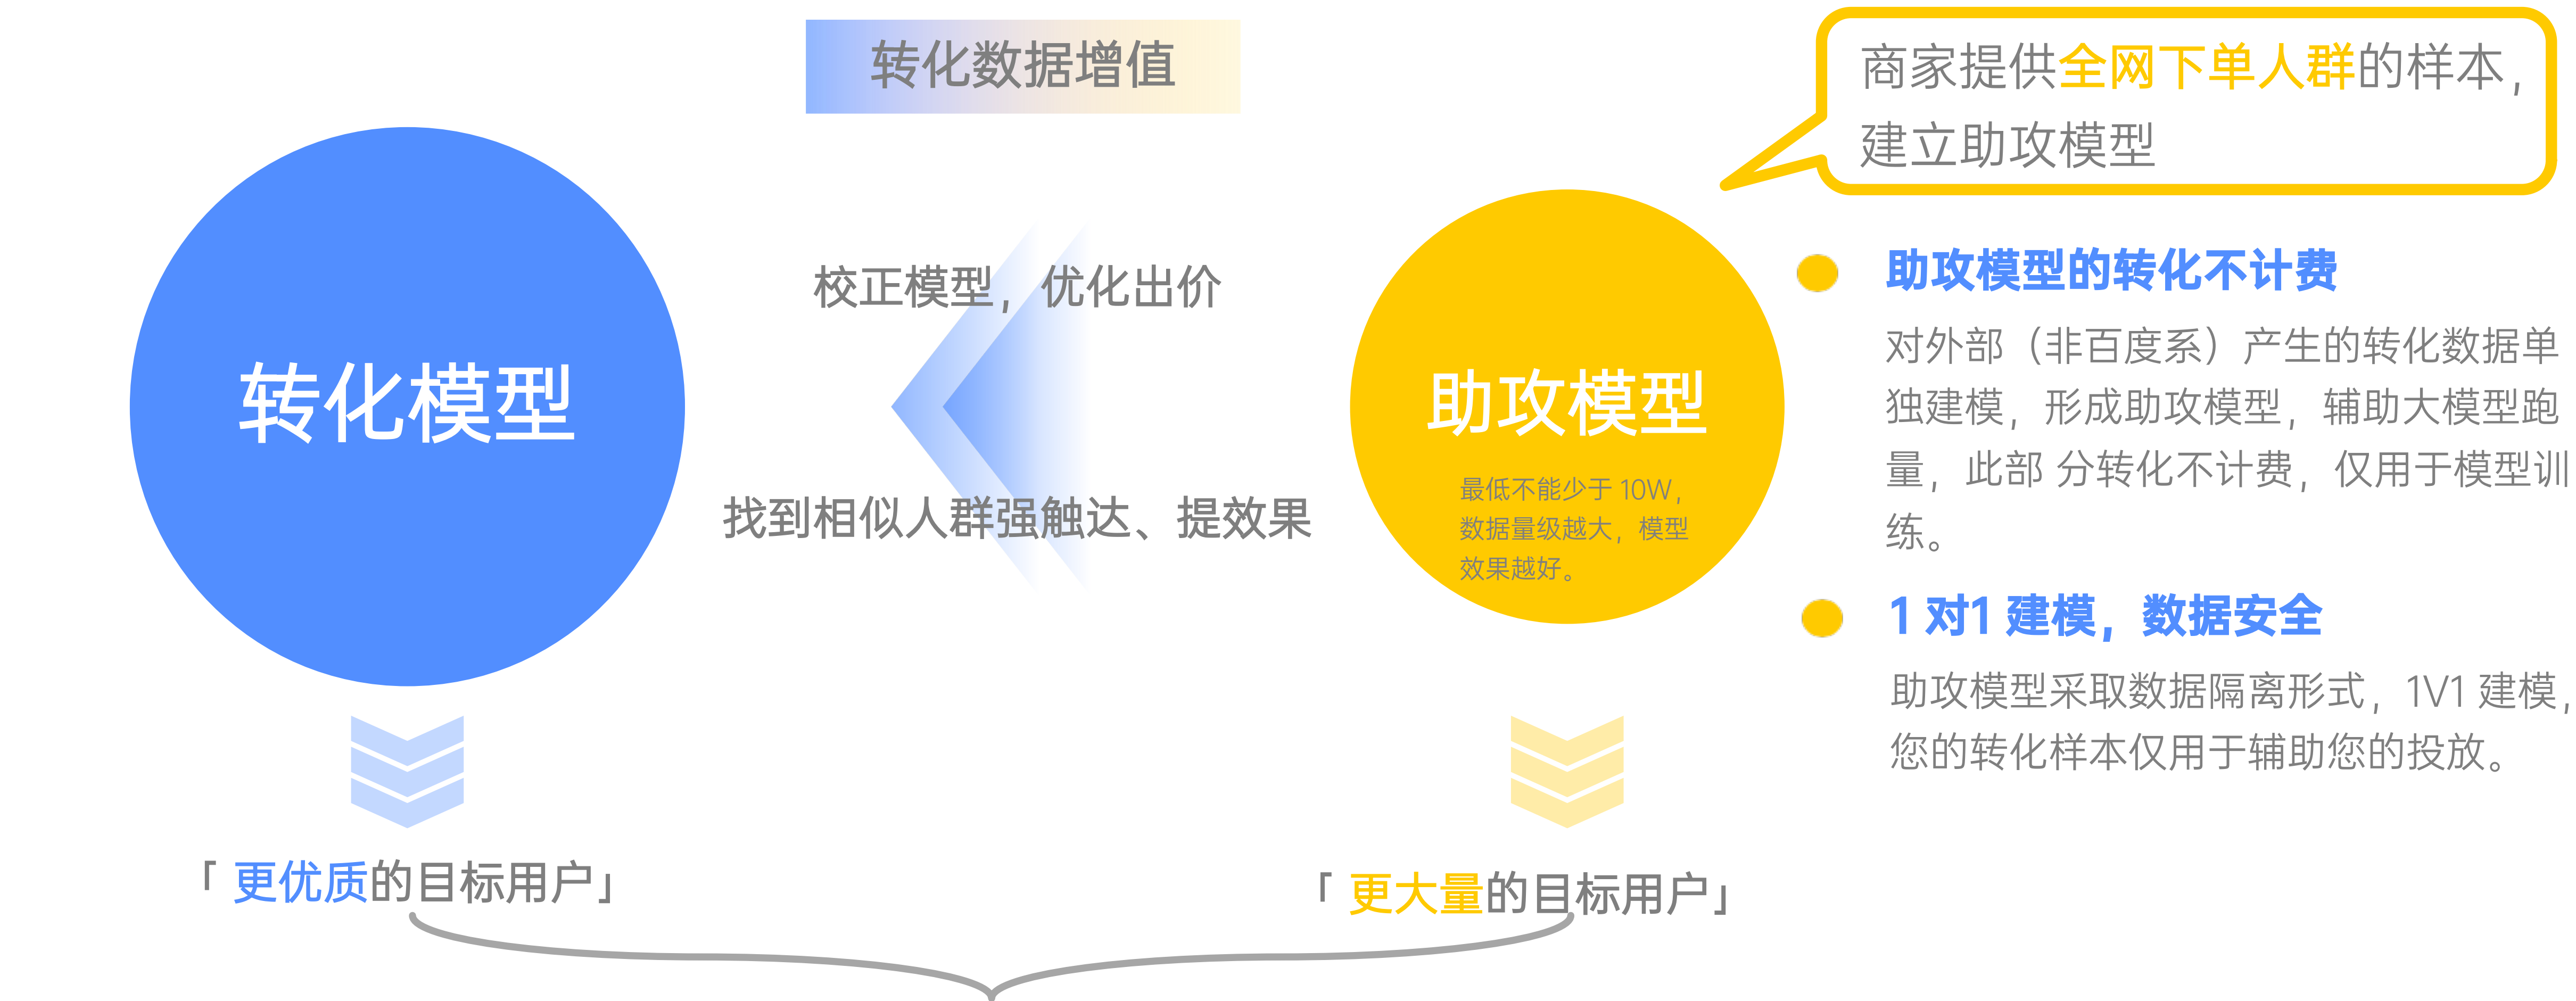 转化数据增值
商家提供全网下单人群的样本，
建立助攻模型
转化模型
校正模型，优化出价
找到相似人群强触达、提效果
助攻模型
最低不能少于 10W，
数据量级越大，模型
效果越好。
助攻模型的转化不计费
对外部（非百度系）产生的转化数据单
独建模，形成助攻模型，辅助大模型跑
量，此部 分转化不计费，仅用于模型训
练。
1 对1 建模，数据安全
助攻模型采取数据隔离形式，1V1 建模，
您的转化样本仅用于辅助您的投放。
「 更优质的目标用户」
「 更大量的目标用户」